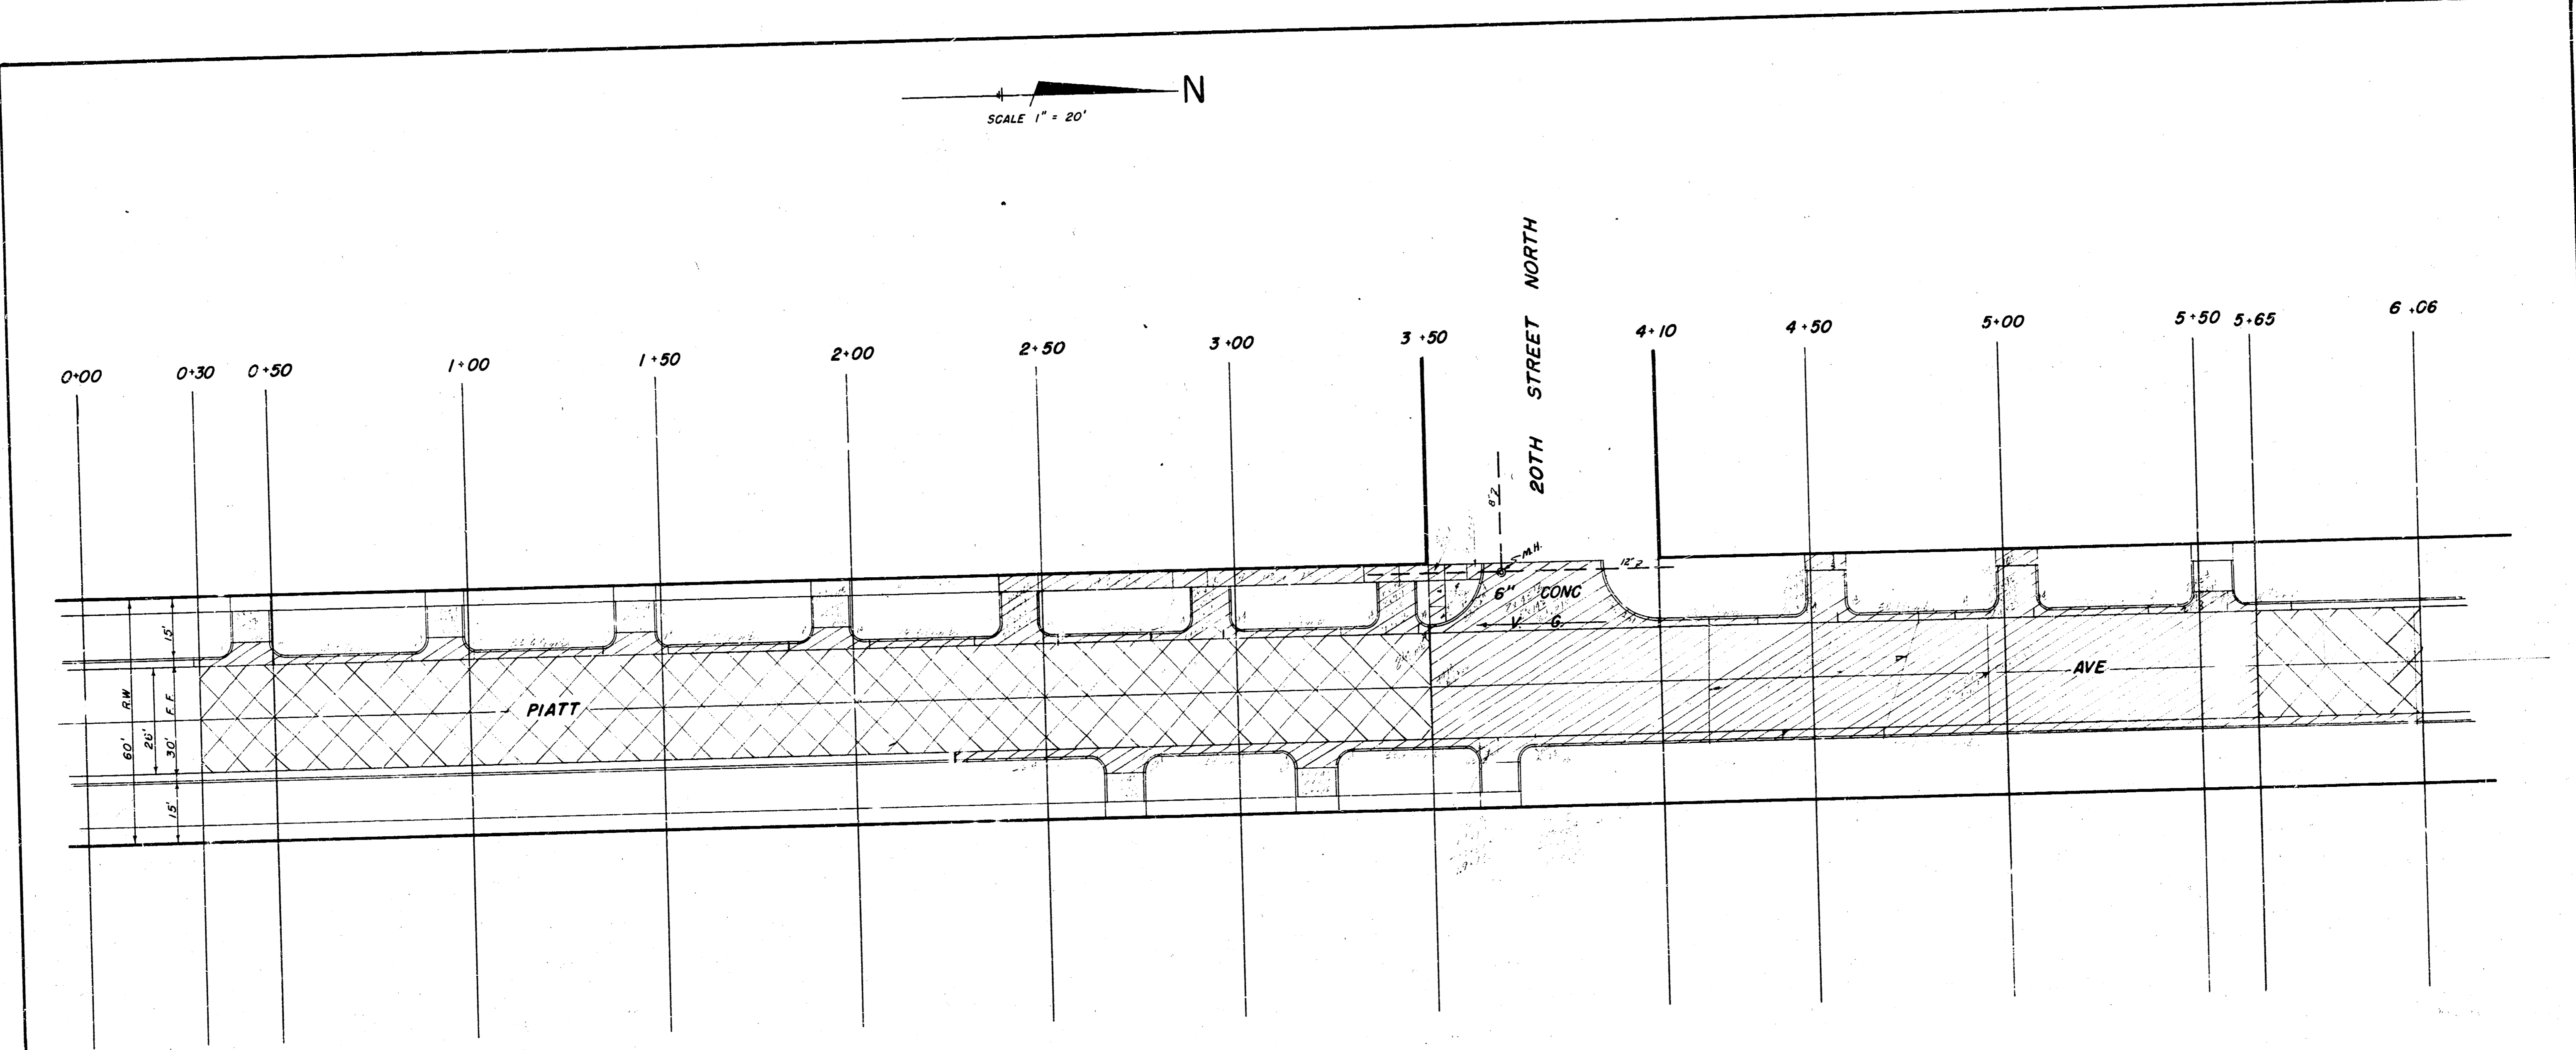 N
SCALE 1" = 20'
20TH STREET NORTH
0+00
0+30
0+50
1+00
1+50
2+00
2+50
3+00
3+50
4+10
4+50
5+00
5+50
5+65
6+06
8"
M.H.
12"
6" CONC
V. G.
15'
R.W.
60'
26'
F. F.
30'
15'
PIATT
AVE